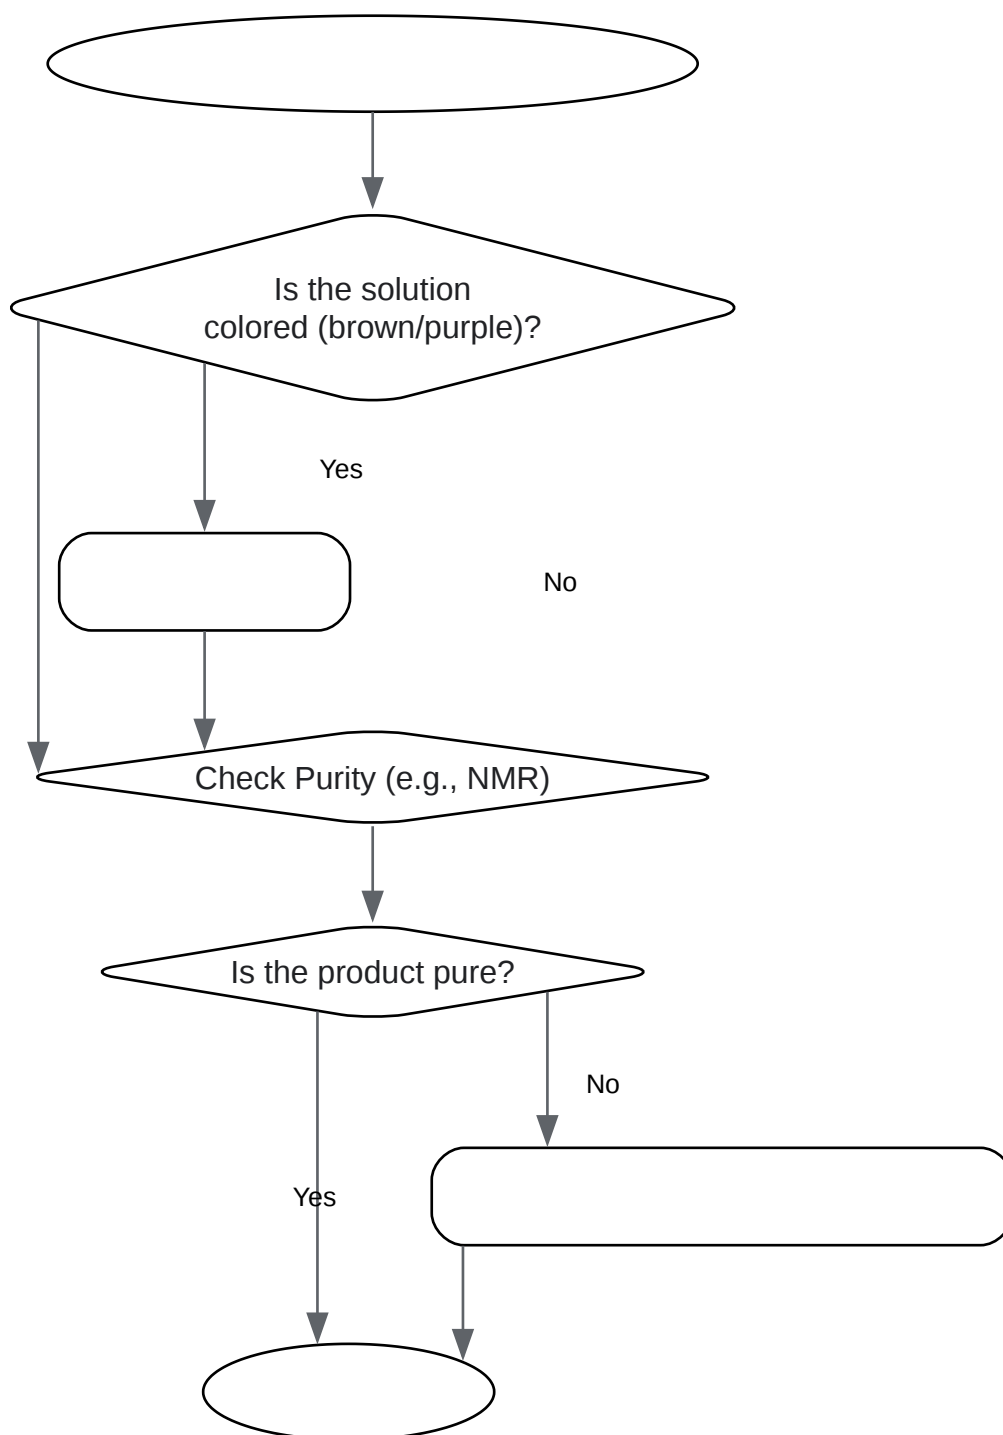 Is the solution
colored (brown/purple)?
Yes
No
Check Purity (e.g., NMR)
Is the product pure?
No
Yes